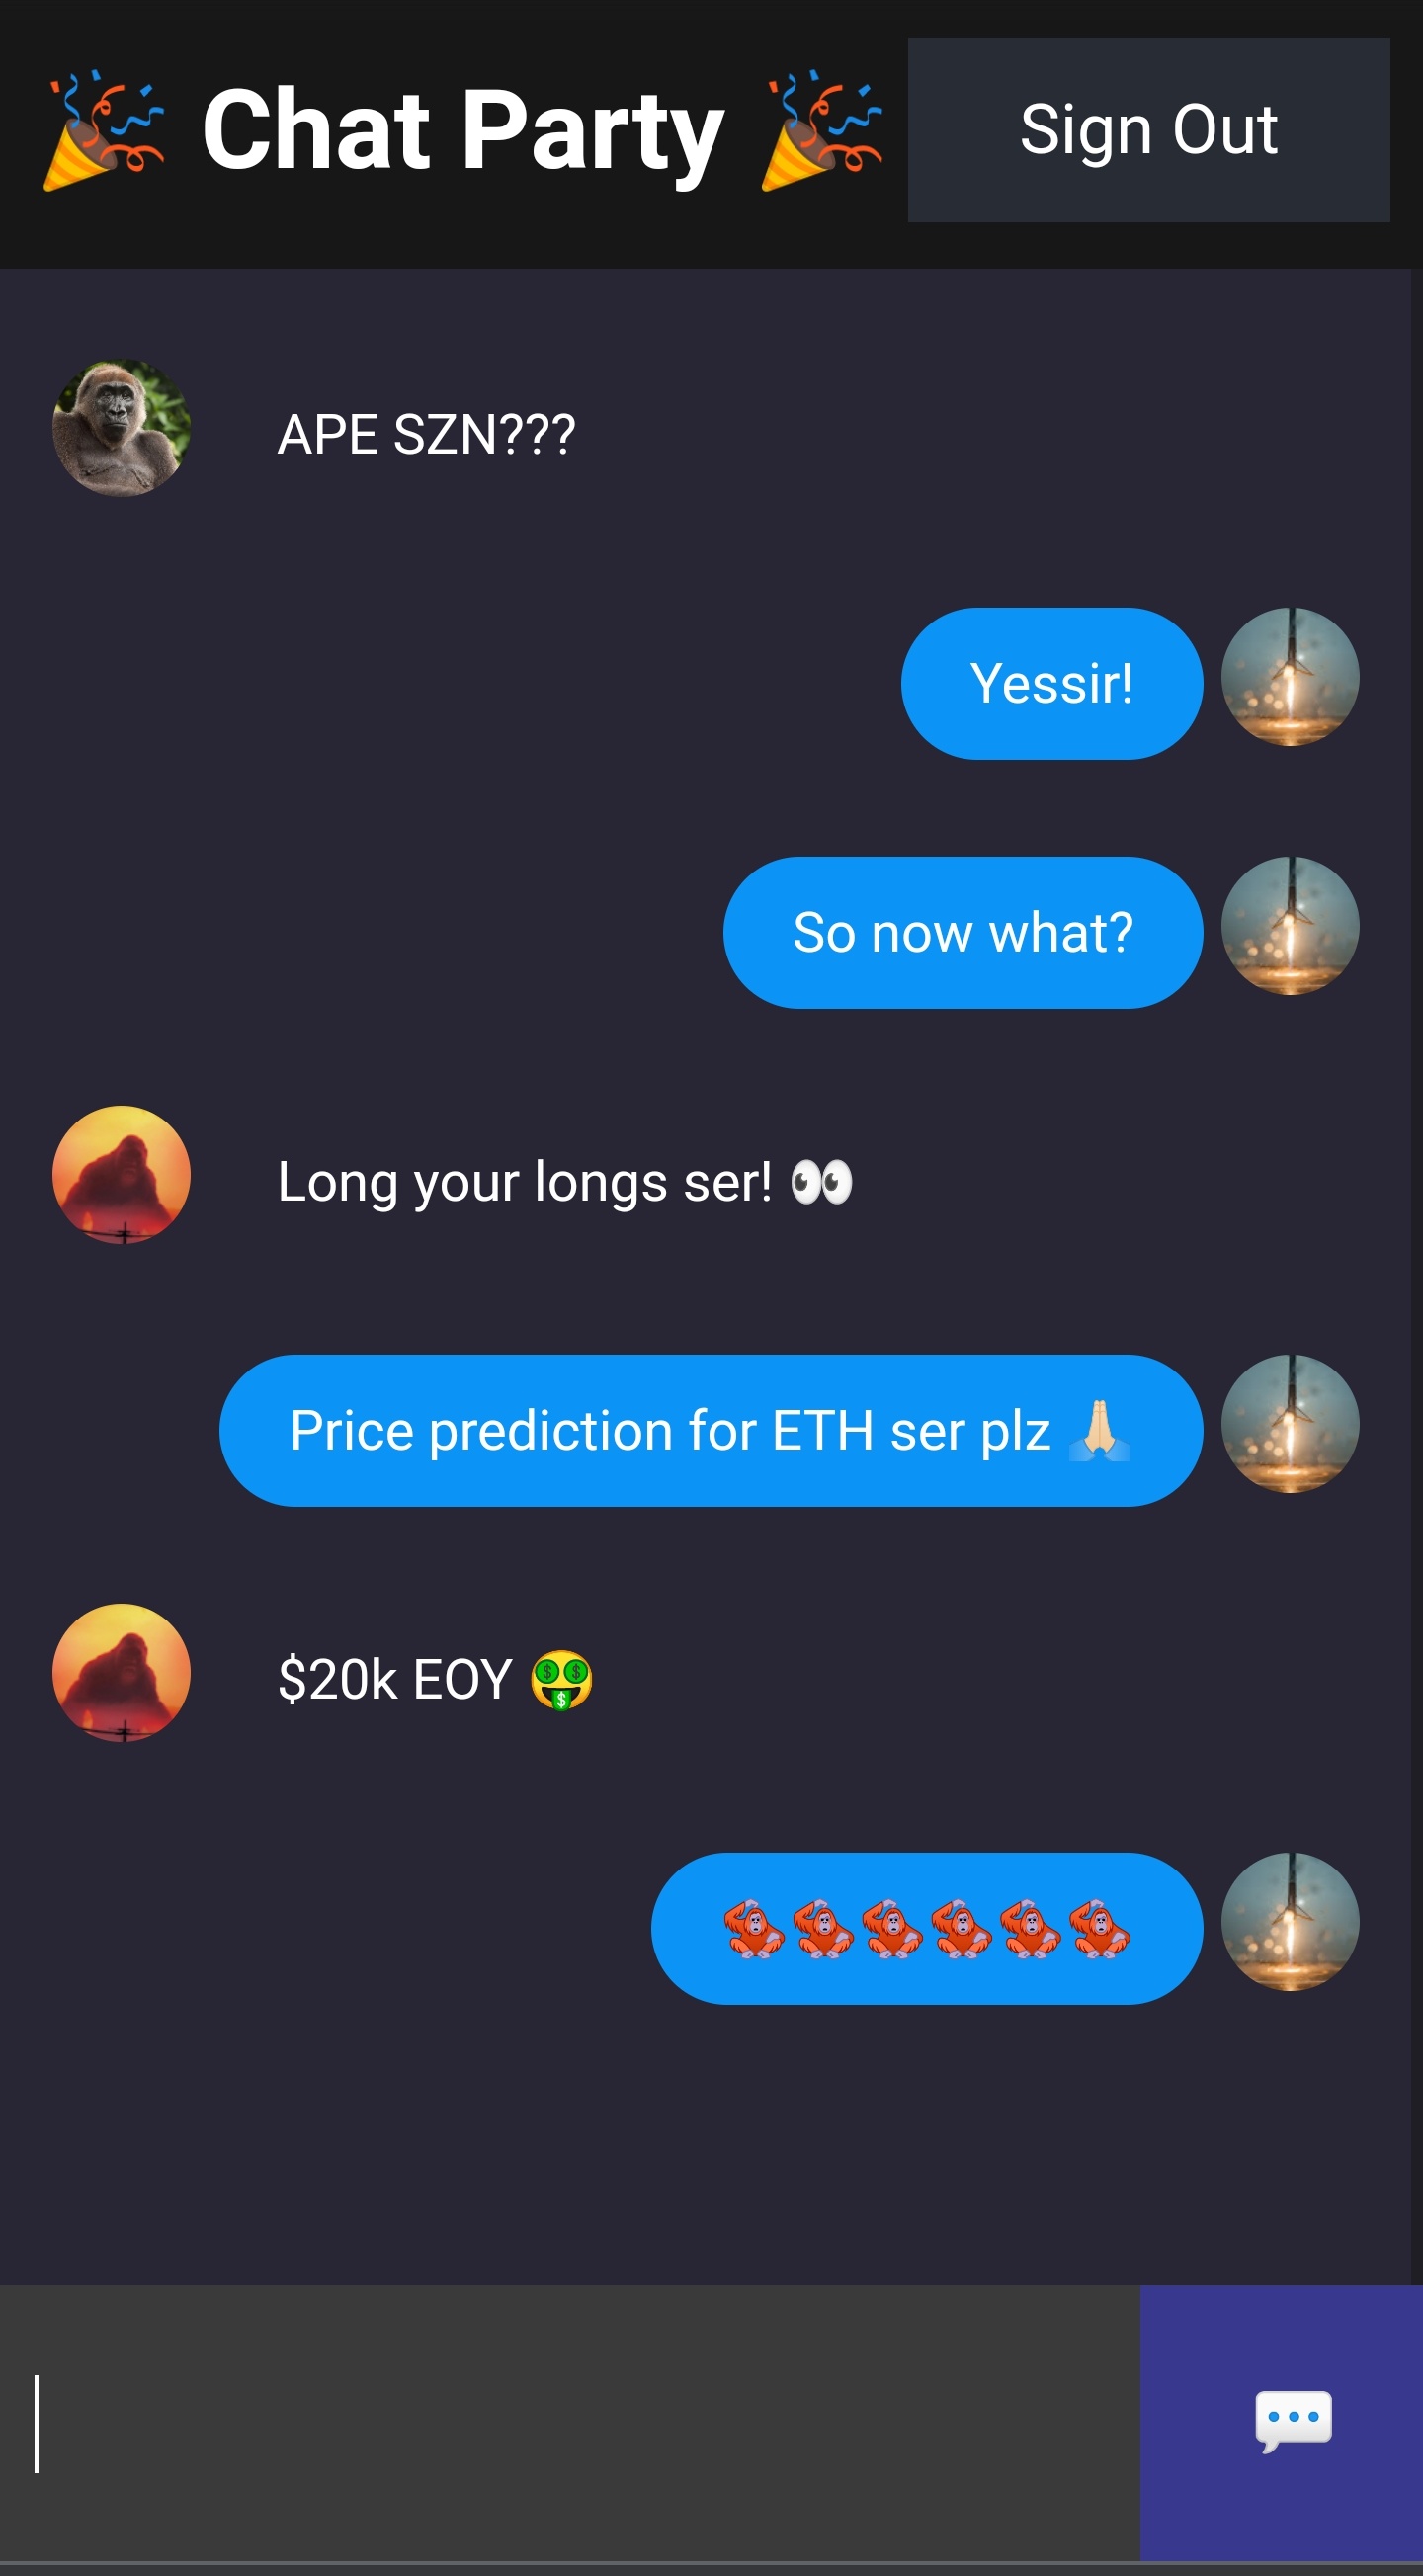 🎉 Chat Party 🎉 Sign Out
APE SZN???
Yessir!
So now what?
Long your longs ser! 👀
Price prediction for ETH ser plz 🙏🏻
$20k EOY 🤑
🦧🦧🦧🦧🦧🦧
💬